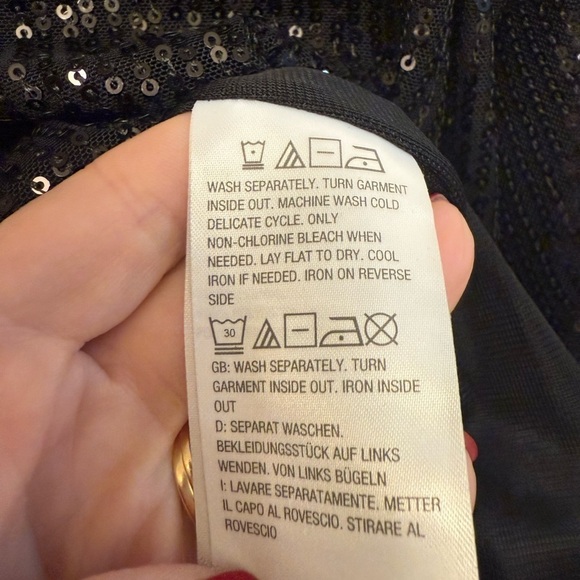 WASH SEPARATELY. TURN GARMENT
INSIDE OUT. MACHINE WASH COLD
DELICATE CYCLE. ONLY
NON-CHLORINE BLEACH WHEN
NEEDED. LAY FLAT TO DRY. COOL
IRON IF NEEDED. IRON ON REVERSE
SIDE
30
GB: WASH SEPARATELY. TURN
GARMENT INSIDE OUT. IRON INSIDE
OUT
D: SEPARAT WASCHEN.
BEKLEIDUNGSSTÜCK AUF LINKS
WENDEN. VON LINKS BÜGELN
I: LAVARE SEPARATAMENTE. METTER
IL CAPO AL ROVESCIO. STIRARE AL
ROVESCIO